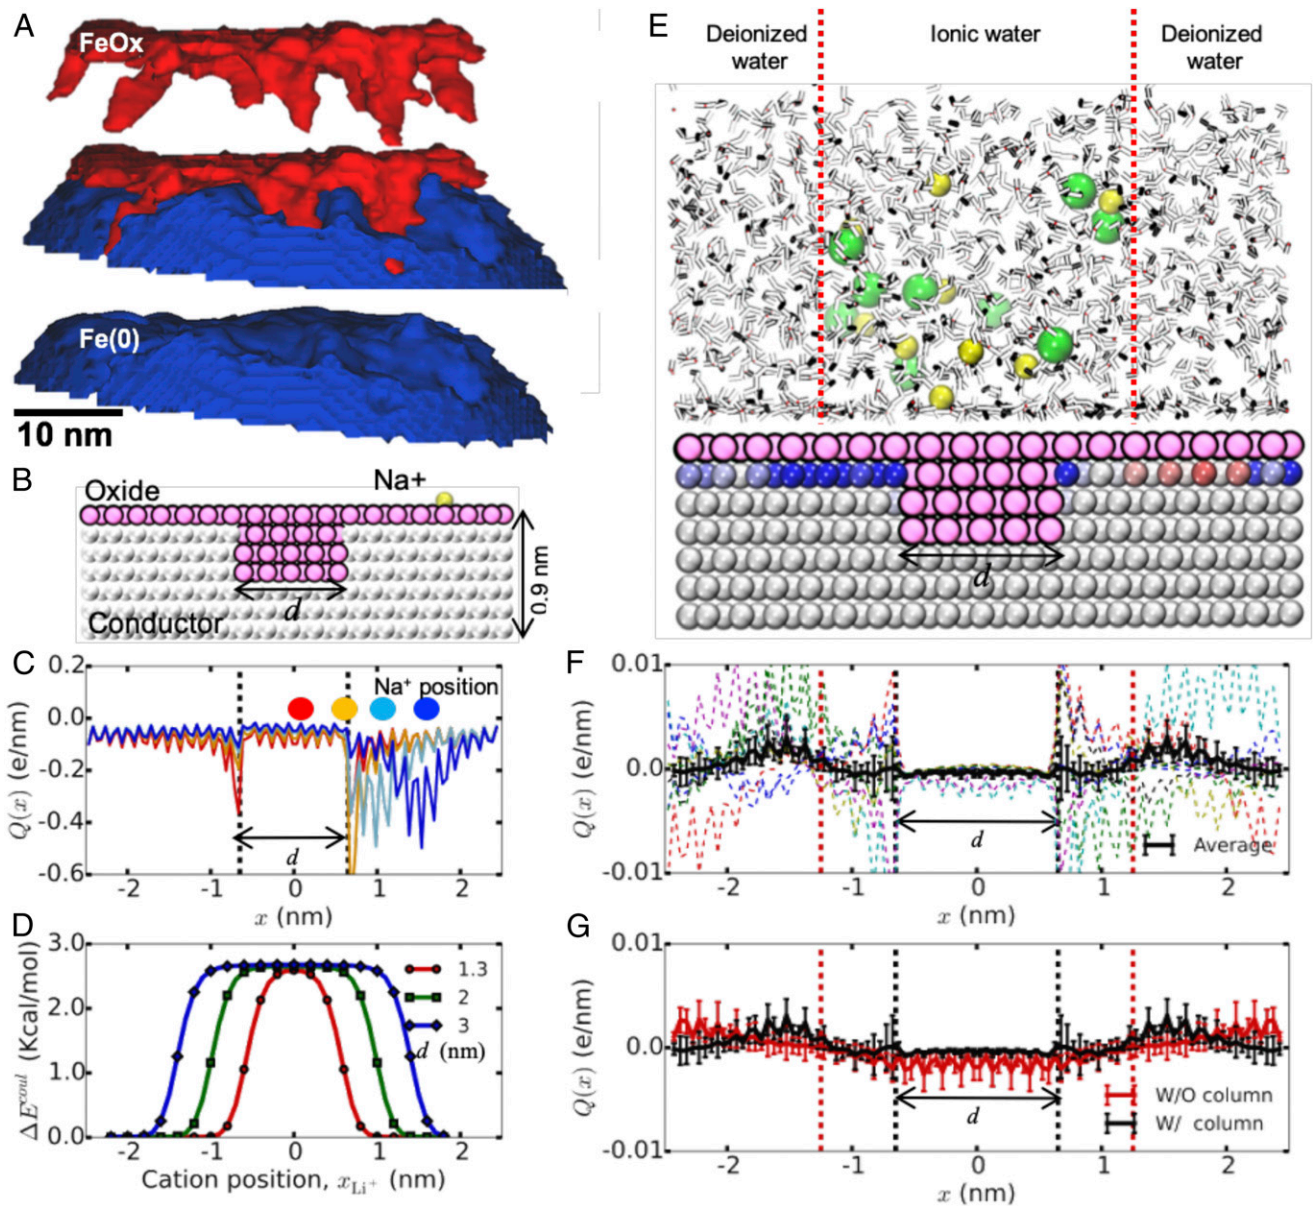 A
FeOx
Fe(0)
10 nm
B
Oxide
Na+
d
0.9 nm
Conductor
C
0.2
0.0
-0.2
-0.4
-0.6
Q(x) (e/nm)
Na⁺ position
d
-2 -1 0 1 2
x (nm)
D
3.0
2.0
1.0
0.0
ΔE^coul (Kcal/mol)
1.3
2
3
d (nm)
-2 -1 0 1 2
Cation position, x_Li⁺ (nm)
E
Deionized water
Ionic water
Deionized water
d
F
0.01
0.0
-0.01
Q(x) (e/nm)
d
Average
-2 -1 0 1 2
x (nm)
G
0.01
0.0
-0.01
Q(x) (e/nm)
d
W/O column
W/ column
-2 -1 0 1 2
x (nm)